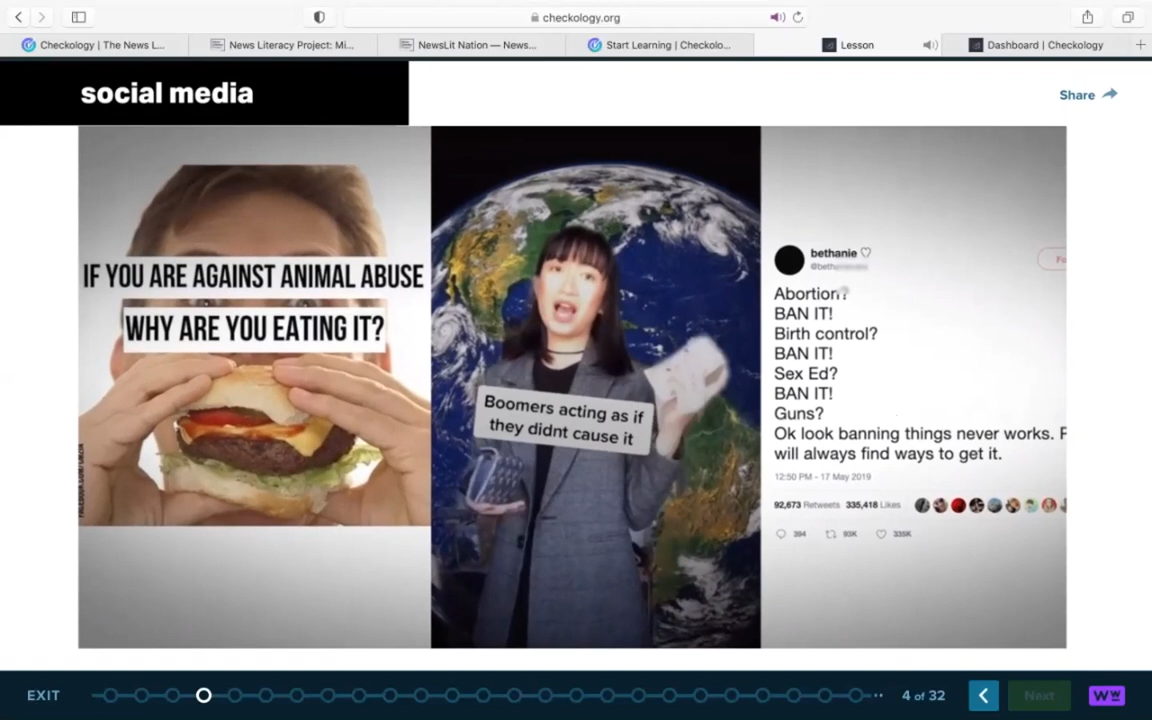 checkology.org
Checkology | The News L...
News Literacy Project: Mi...
NewsLit Nation — News...
Start Learning | Checkolo...
Lesson
Dashboard | Checkology
social media
Share
IF YOU ARE AGAINST ANIMAL ABUSE
WHY ARE YOU EATING IT?
Boomers acting as if
they didnt cause it
bethanie ♡
@beth
Abortion?
BAN IT!
Birth control?
BAN IT!
Sex Ed?
BAN IT!
Guns?
Ok look banning things never works. P
will always find ways to get it.
12:50 PM - 17 May 2019
92,673 Retweets 335,418 Likes
394 93K 335K
EXIT
4 of 32
Next